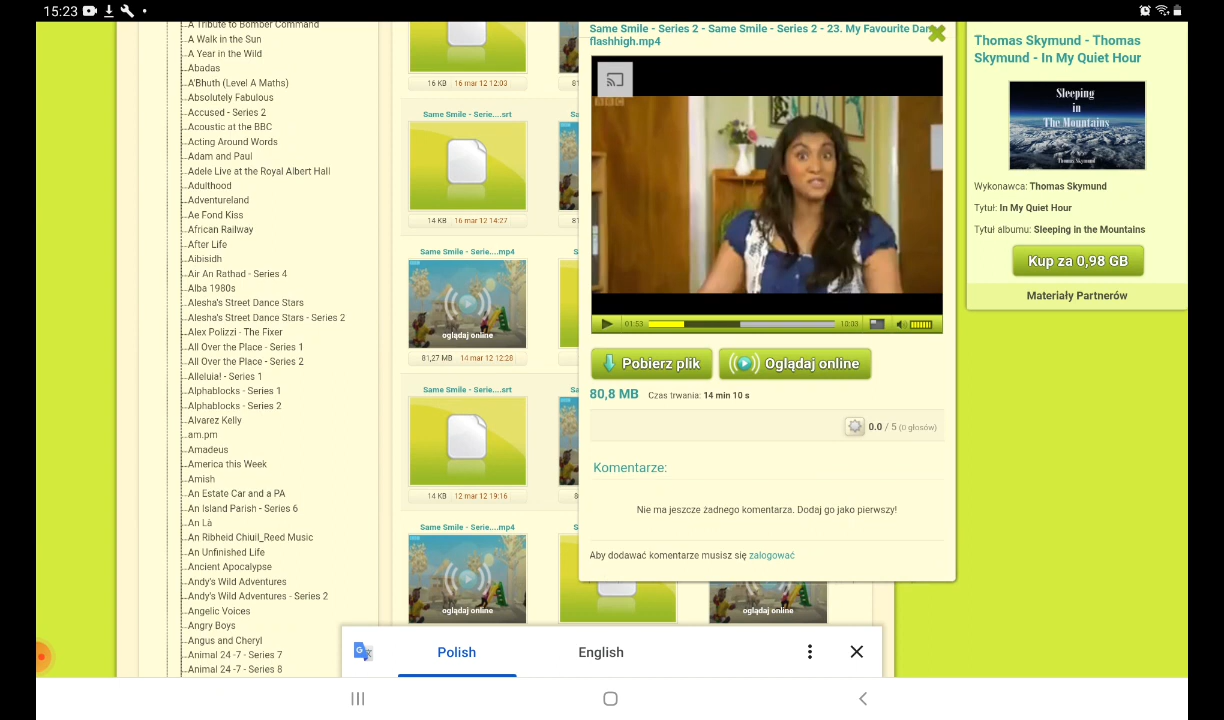 15:23
A Tribute to Bomber Command
A Walk in the Sun
A Year in the Wild
Abadas
A'Bhuth (Level A Maths)
Absolutely Fabulous
Accused - Series 2
Acoustic at the BBC
Acting Around Words
Adam and Paul
Adele Live at the Royal Albert Hall
Adulthood
Adventureland
Ae Fond Kiss
African Railway
After Life
Aibisidh
Air An Rathad - Series 4
Alba 1980s
Alesha's Street Dance Stars
Alesha's Street Dance Stars - Series 2
Alex Polizzi - The Fixer
All Over the Place - Series 1
All Over the Place - Series 2
Alleluia! - Series 1
Alphablocks - Series 1
Alphablocks - Series 2
Alvarez Kelly
am.pm
Amadeus
America this Week
Amish
An Estate Car and a PA
An Island Parish - Series 6
An Là
An Ribheid Chiuil_Reed Music
An Unfinished Life
Ancient Apocalypse
Andy's Wild Adventures
Andy's Wild Adventures - Series 2
Angelic Voices
Angry Boys
Angus and Cheryl
Animal 24 -7 - Series 7
Animal 24 -7 - Series 8
16 KB 16 mar 12 12:03
81
Same Smile - Serie....srt
Sa
14 KB 16 mar 12 14:27
81
Same Smile - Serie....mp4
S
oglądaj online
81,27 MB 14 mar 12 12:28
Same Smile - Serie....srt
Sa
14 KB 12 mar 12 19:16
8
Same Smile - Serie....mp4
S
oglądaj online
oglądaj online
Same Smile - Series 2 - Same Smile - Series 2 - 23. My Favourite Dan
flashhigh.mp4
BBC
01:53
10:03
Pobierz plik
Oglądaj online
80,8 MB Czas trwania: 14 min 10 s
0.0 / 5 (0 głosów)
Komentarze:
Nie ma jeszcze żadnego komentarza. Dodaj go jako pierwszy!
Aby dodawać komentarze musisz się zalogować
Thomas Skymund - Thomas
Skymund - In My Quiet Hour
Sleeping
in
The Mountains
Thomas Skymund
Wykonawca: Thomas Skymund
Tytuł: In My Quiet Hour
Tytuł albumu: Sleeping in the Mountains
Kup za 0,98 GB
Materiały Partnerów
Polish
English